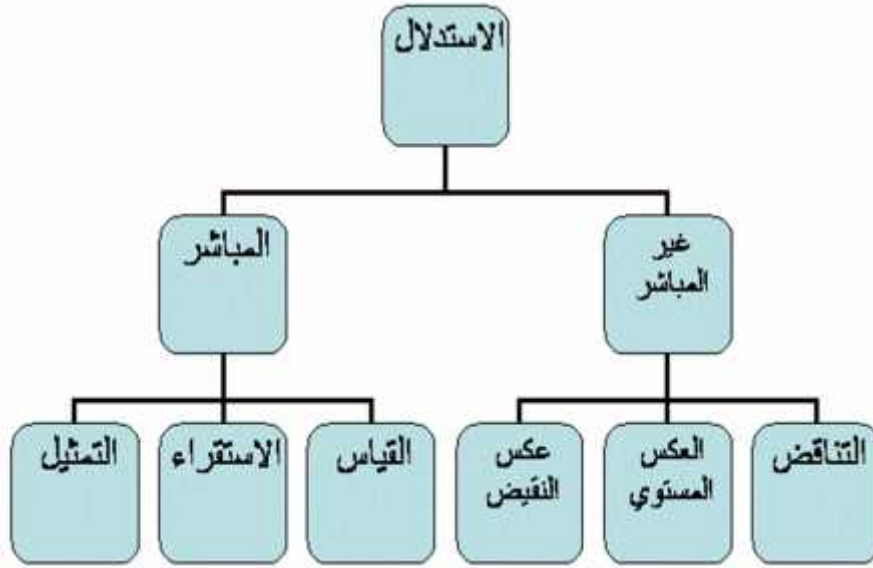 الاستدلال
غير
المباشر
المباشر
التناقض
العكس
المستوي
عكس
النقيض
القياس
الاستقراء
التمثيل